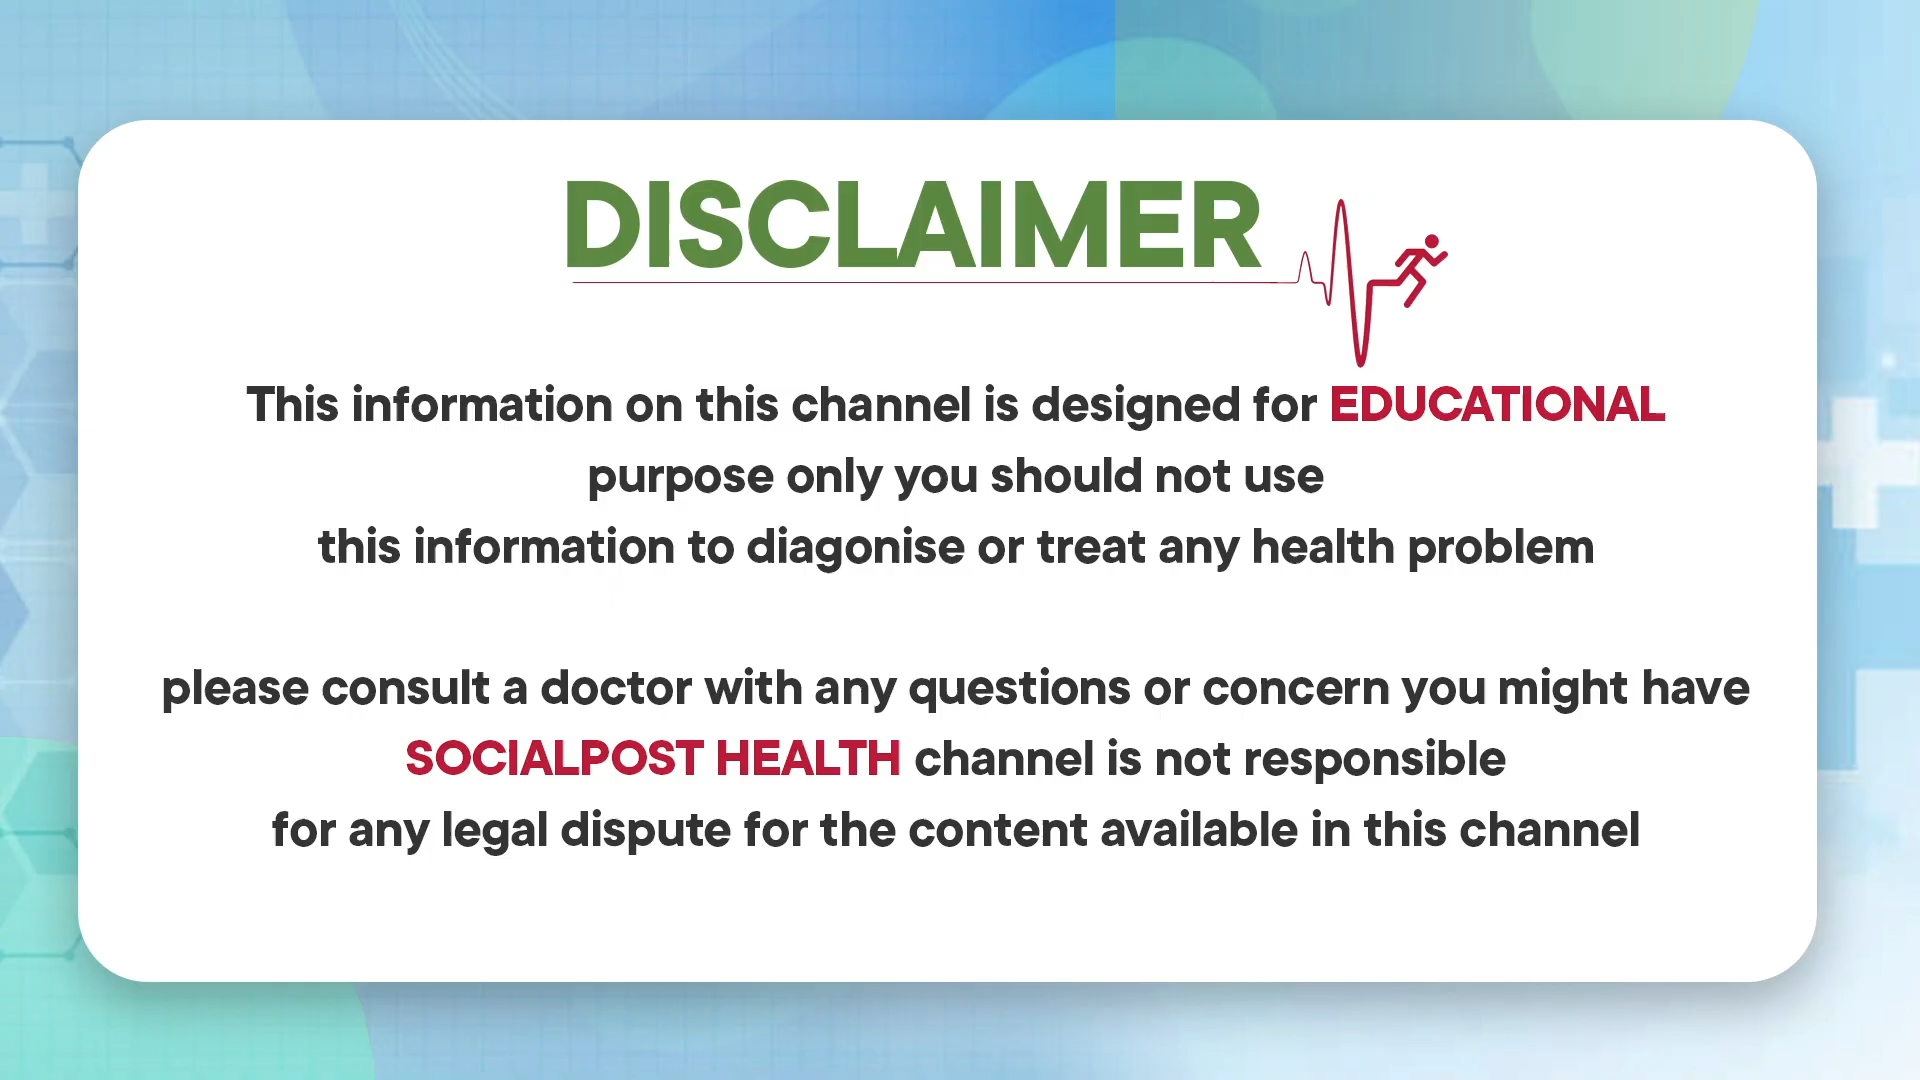 DISCLAIMER
This information on this channel is designed for EDUCATIONAL
purpose only you should not use
this information to diagonise or treat any health problem
please consult a doctor with any questions or concern you might have
SOCIALPOST HEALTH channel is not responsible
for any legal dispute for the content available in this channel